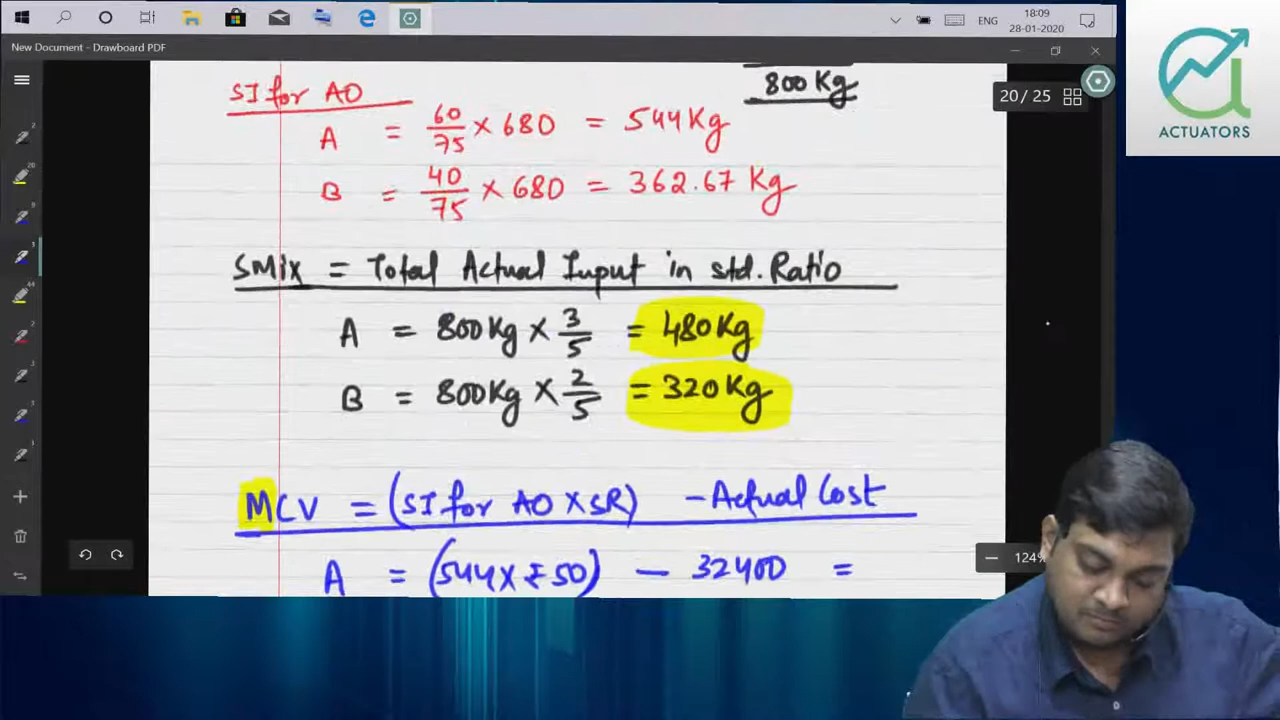 18:09
ENG
28-01-2020
New Document - Drawboard PDF
800 Kg
20 / 25
SI for AO
A = 60/75 × 680 = 544 Kg
B = 40/75 × 680 = 362.67 Kg
SMix = Total Actual Input in std. Ratio
A = 800 Kg × 3/5 = 480 Kg
B = 800 Kg × 2/5 = 320 Kg
MCV = (SI for AO × SR) - Actual Cost
A = (544 × ₹ 50) - 32400 =
124%
ACTUATORS